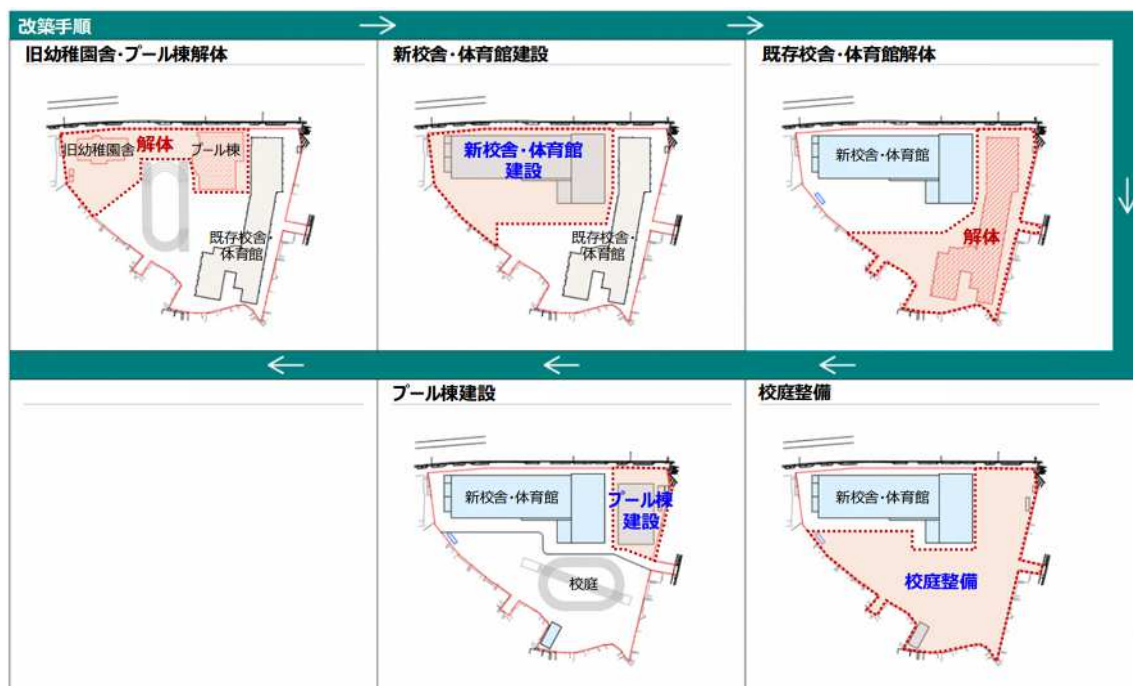 改築手順
旧幼稚園舎・プール棟解体
旧幼稚園舎
解体
プール棟
既存校舎・
体育館
新校舎・体育館建設
新校舎・体育館
建設
既存校舎・
体育館
既存校舎・体育館解体
新校舎・体育館
解体
校庭整備
新校舎・体育館
校庭整備
プール棟建設
新校舎・体育館
プール棟
建設
校庭